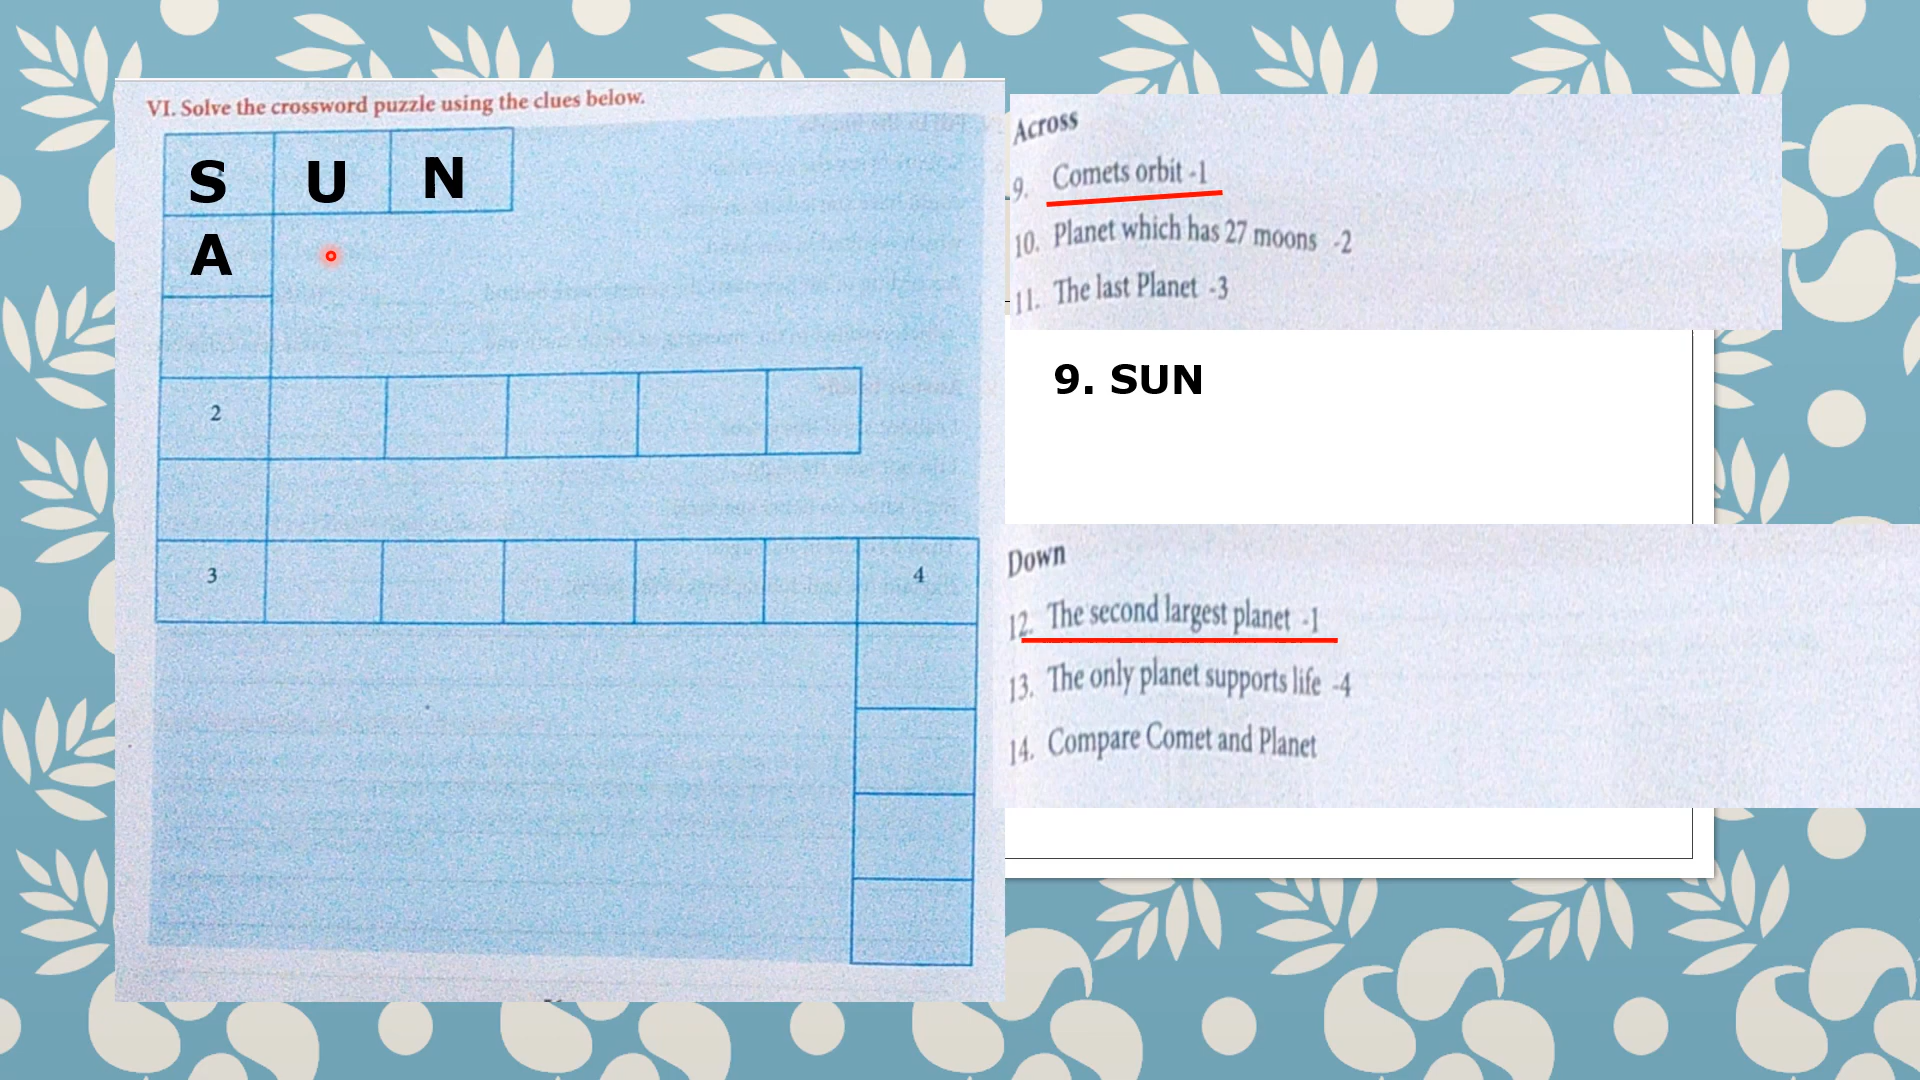 VI. Solve the crossword puzzle using the clues below.
S U N
A
2
3 4
Across
9. Comets orbit -1
10. Planet which has 27 moons -2
11. The last Planet -3
9. SUN
Down
12. The second largest planet -1
13. The only planet supports life -4
14. Compare Comet and Planet